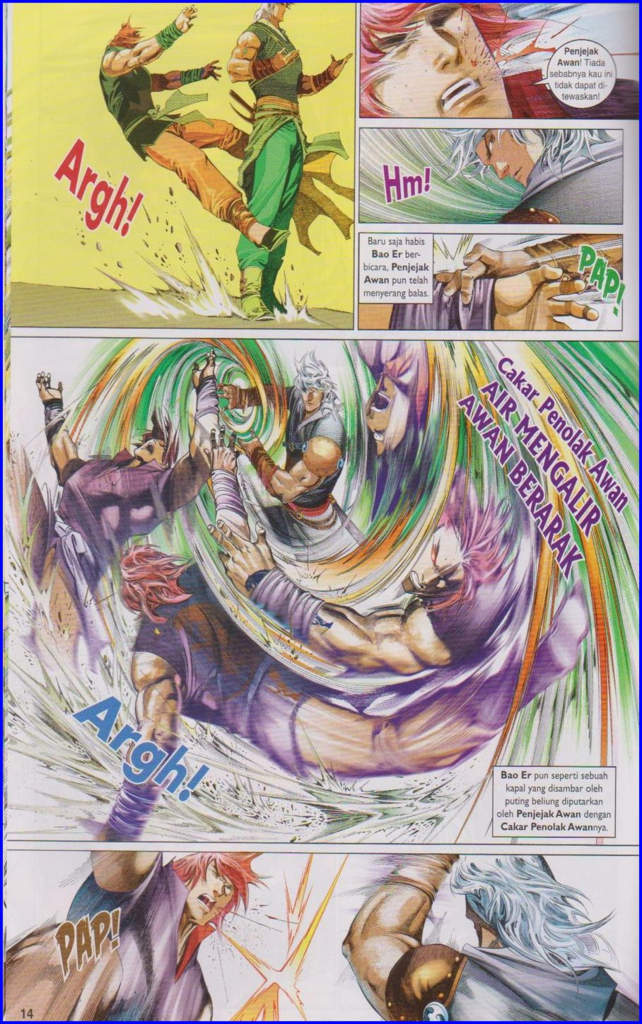 Argh!
Penjejak
Awan! Tiada
sebabnya kau ini
tidak dapat di-
tewaskan!
Hm!
Baru saja habis
Bao Er ber-
bicara, Penjejak
Awan pun telah
menyerang balas.
PAP!
Cakar Penolak Awan
AIR MENGALIR
AWAN BERARAK
Argh!
Bao Er pun seperti sebuah
kapal yang disambar oleh
puting beliung diputarkan
oleh Penjejak Awan dengan
Cakar Penolak Awannya.
PAP!
14